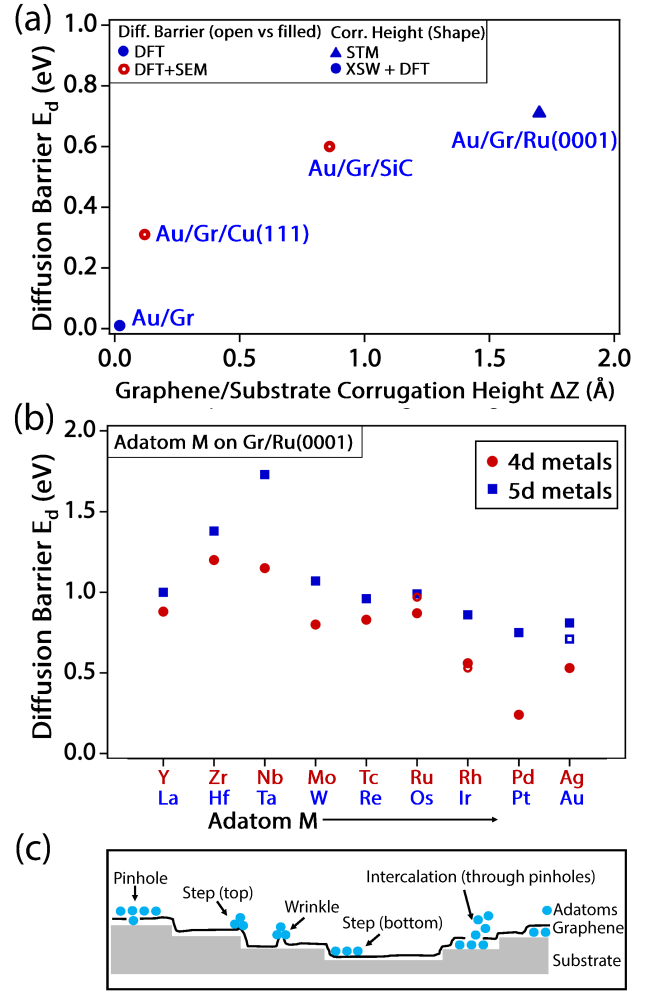 (a)
Diff. Barrier (open vs filled)
DFT
DFT+SEM
Corr. Height (Shape)
STM
XSW + DFT
Diffusion Barrier E_d (eV)
1.0
0.8
0.6
0.4
0.2
0.0
Au/Gr/Ru(0001)
Au/Gr/SiC
Au/Gr/Cu(111)
Au/Gr
0.0 0.5 1.0 1.5 2.0
Graphene/Substrate Corrugation Height ΔZ (Å)
(b)
Adatom M on Gr/Ru(0001)
4d metals
5d metals
Diffusion Barrier E_d (eV)
2.0
1.5
1.0
0.5
0.0
Y Zr Nb Mo Tc Ru Rh Pd Ag
La Hf Ta W Re Os Ir Pt Au
Adatom M
(c)
Pinhole
Step (top)
Wrinkle
Step (bottom)
Intercalation (through pinholes)
Adatoms
Graphene
Substrate